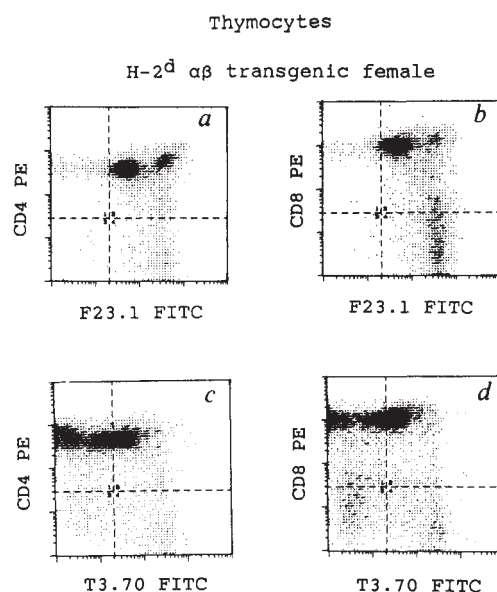 Thymocytes
H-2d αβ transgenic female
a
b
CD4 PE
CD8 PE
F23.1 FITC
F23.1 FITC
c
d
CD4 PE
CD8 PE
T3.70 FITC
T3.70 FITC